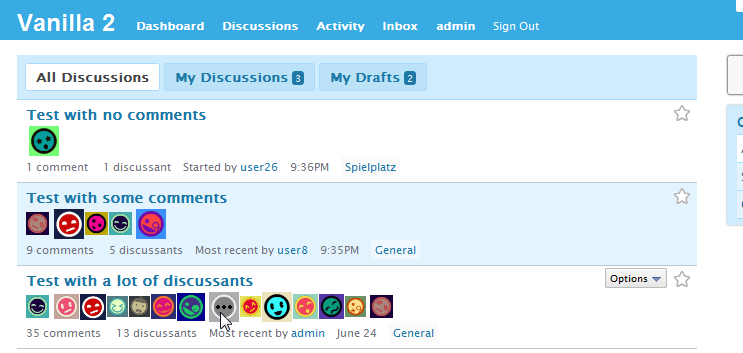 Vanilla 2 Dashboard Discussions Activity Inbox admin Sign Out
All Discussions My Discussions 3 My Drafts 2
Test with no comments
1 comment 1 discussant Started by user26 9:36PM Spielplatz
Test with some comments
9 comments 5 discussants Most recent by user8 9:35PM General
Test with a lot of discussants Options
35 comments 13 discussants Most recent by admin June 24 General